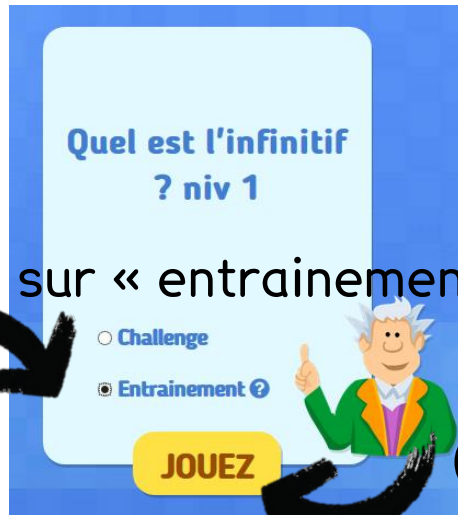 Quel est l'infinitif
? niv 1
sur « entrainemen
Challenge
Entrainement ?
JOUEZ